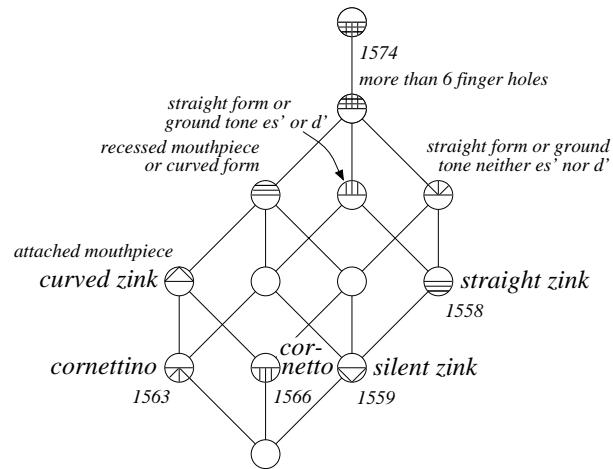 1574
more than 6 finger holes
straight form or
ground tone es' or d'
recessed mouthpiece
or curved form
straight form or ground
tone neither es' nor d'
attached mouthpiece
curved zink
straight zink
1558
cor-
netto
cornettino
silent zink
1563
1566
1559